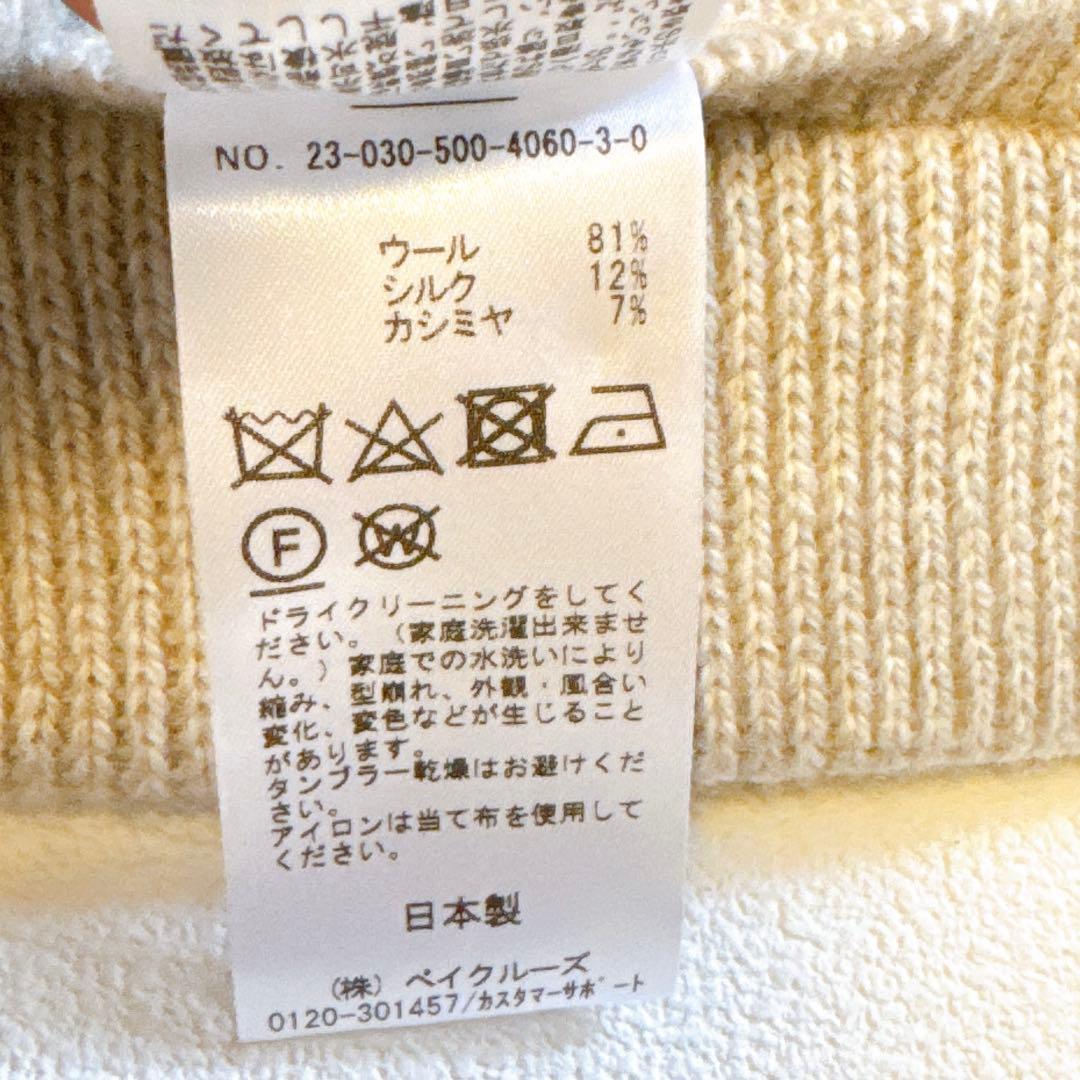 NO. 23-030-500-4060-3-0
ウール 81%
シルク 12%
カシミヤ 7%
F
W
ドライクリーニングをしてく
ださい。(家庭洗濯出来ませ
ん。)家庭での水洗いにより
縮み、型崩れ、外観・風合い
変化、変色などが生じること
があります。
タンブラー乾燥はお避けくだ
さい。
アイロンは当て布を使用して
ください。
日本製
(株) ベイクルーズ
0120-301457/カスタマーサポート